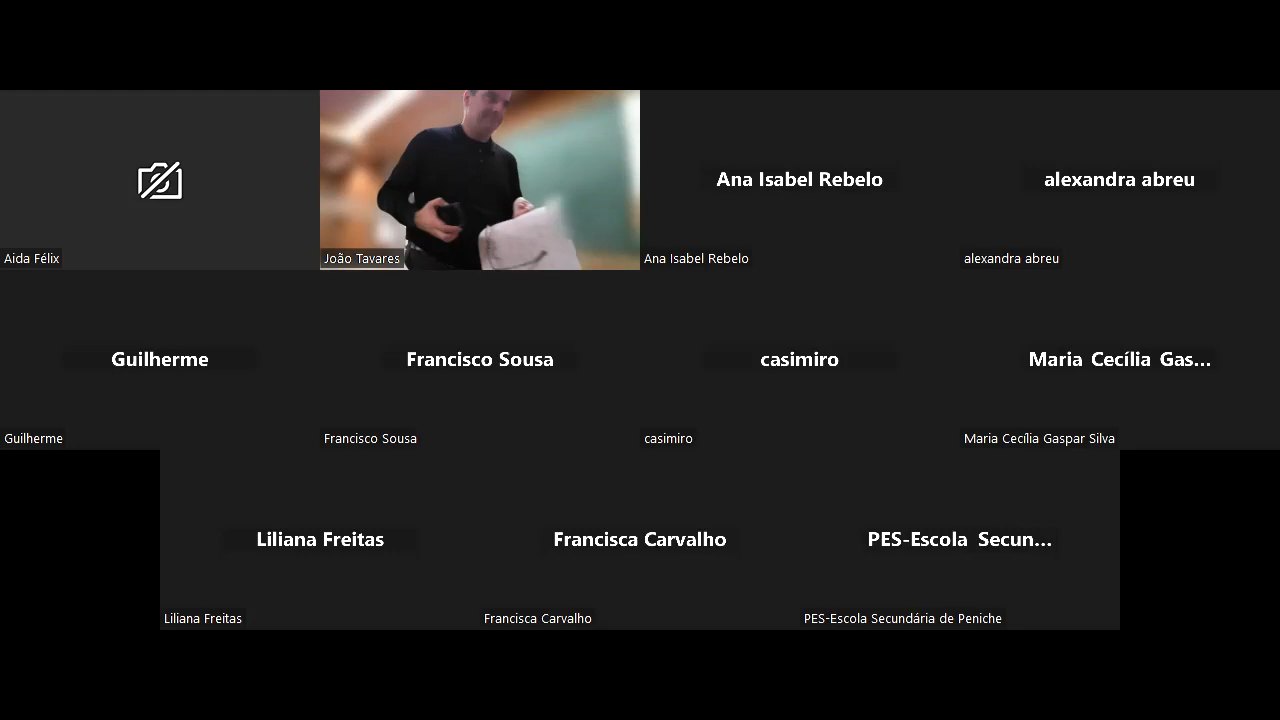 Aida Félix
João Tavares
Ana Isabel Rebelo
Ana Isabel Rebelo
alexandra abreu
alexandra abreu
Guilherme
Guilherme
Francisco Sousa
Francisco Sousa
casimiro
casimiro
Maria Cecília Gas...
Maria Cecília Gaspar Silva
Liliana Freitas
Liliana Freitas
Francisca Carvalho
Francisca Carvalho
PES-Escola Secun...
PES-Escola Secundária de Peniche